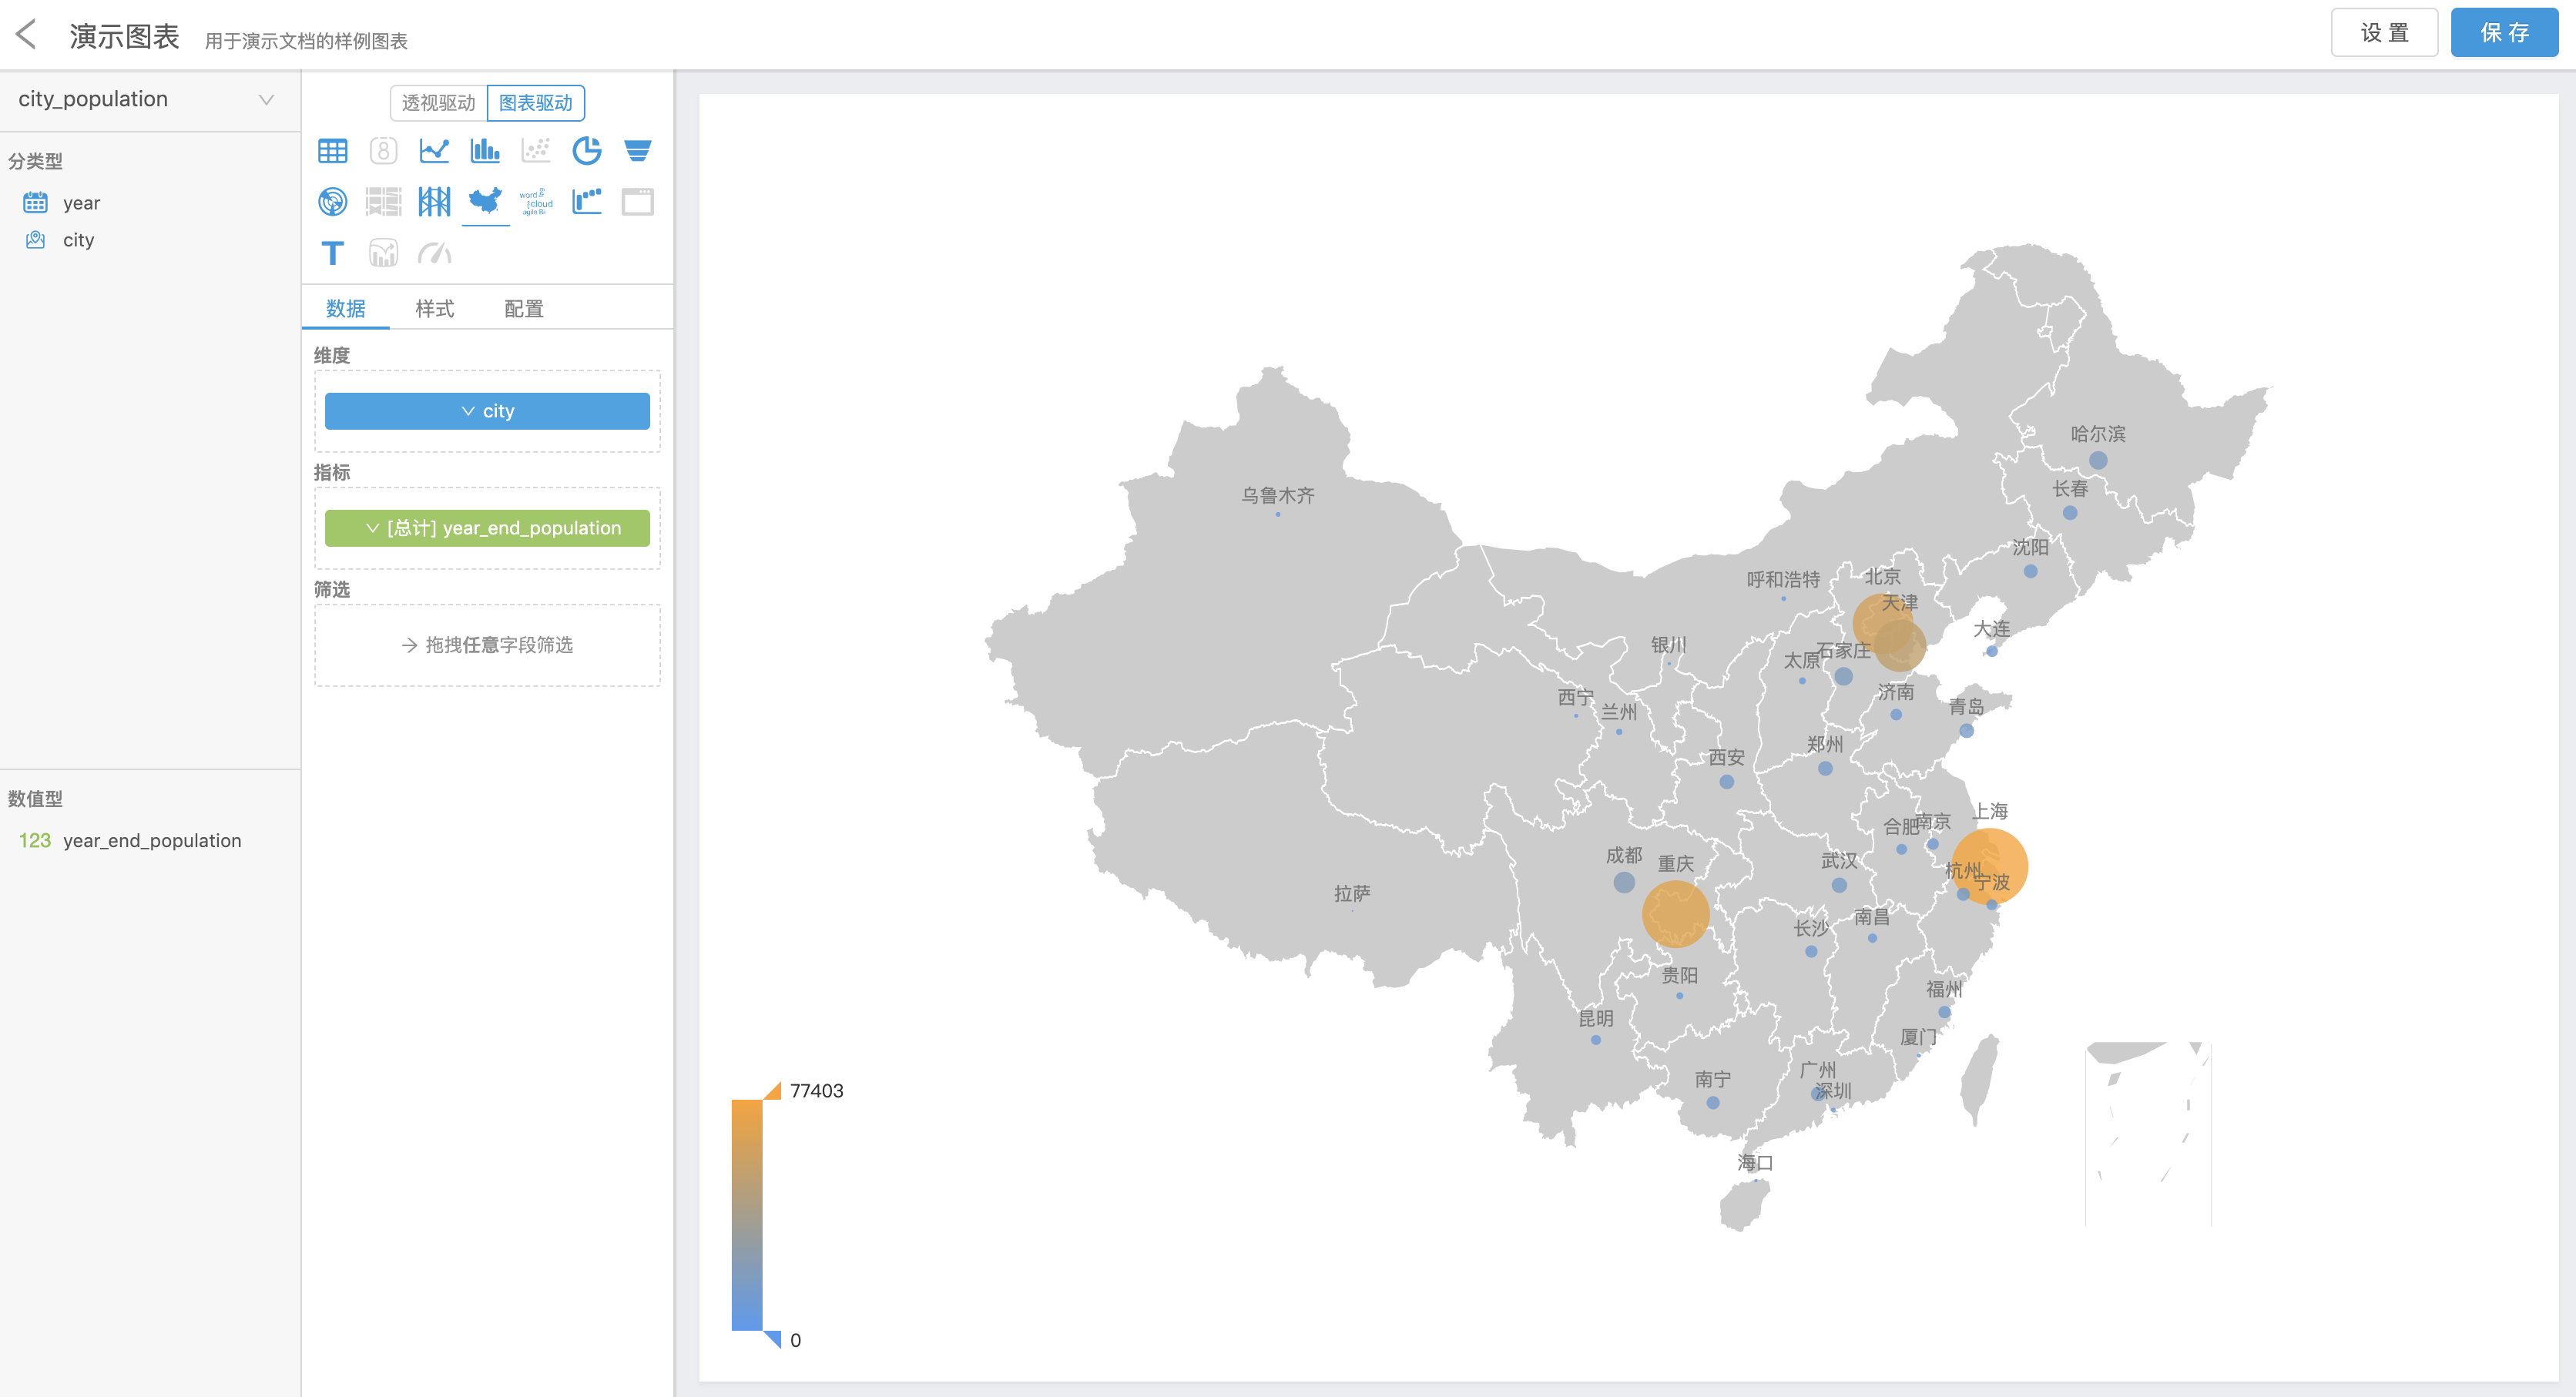 演示图表 用于演示文档的样例图表
设 置 保 存
city_population
分类型
year
city
数值型
123 year_end_population
透视驱动 图表驱动
8
word
cloud
agile BI
T
数据 样式 配置
维度
city
指标
[总计] year_end_population
筛选
拖拽任意字段筛选
哈尔滨
长春
乌鲁木齐
沈阳
呼和浩特 北京
天津
大连
银川 石家庄
太原
西宁 济南
兰州 青岛
郑州
西安
上海
合肥 南京
成都 重庆 武汉 杭州
宁波
拉萨
南昌
长沙
贵阳
福州
昆明
厦门
广州
南宁 深圳
海口
77403
0